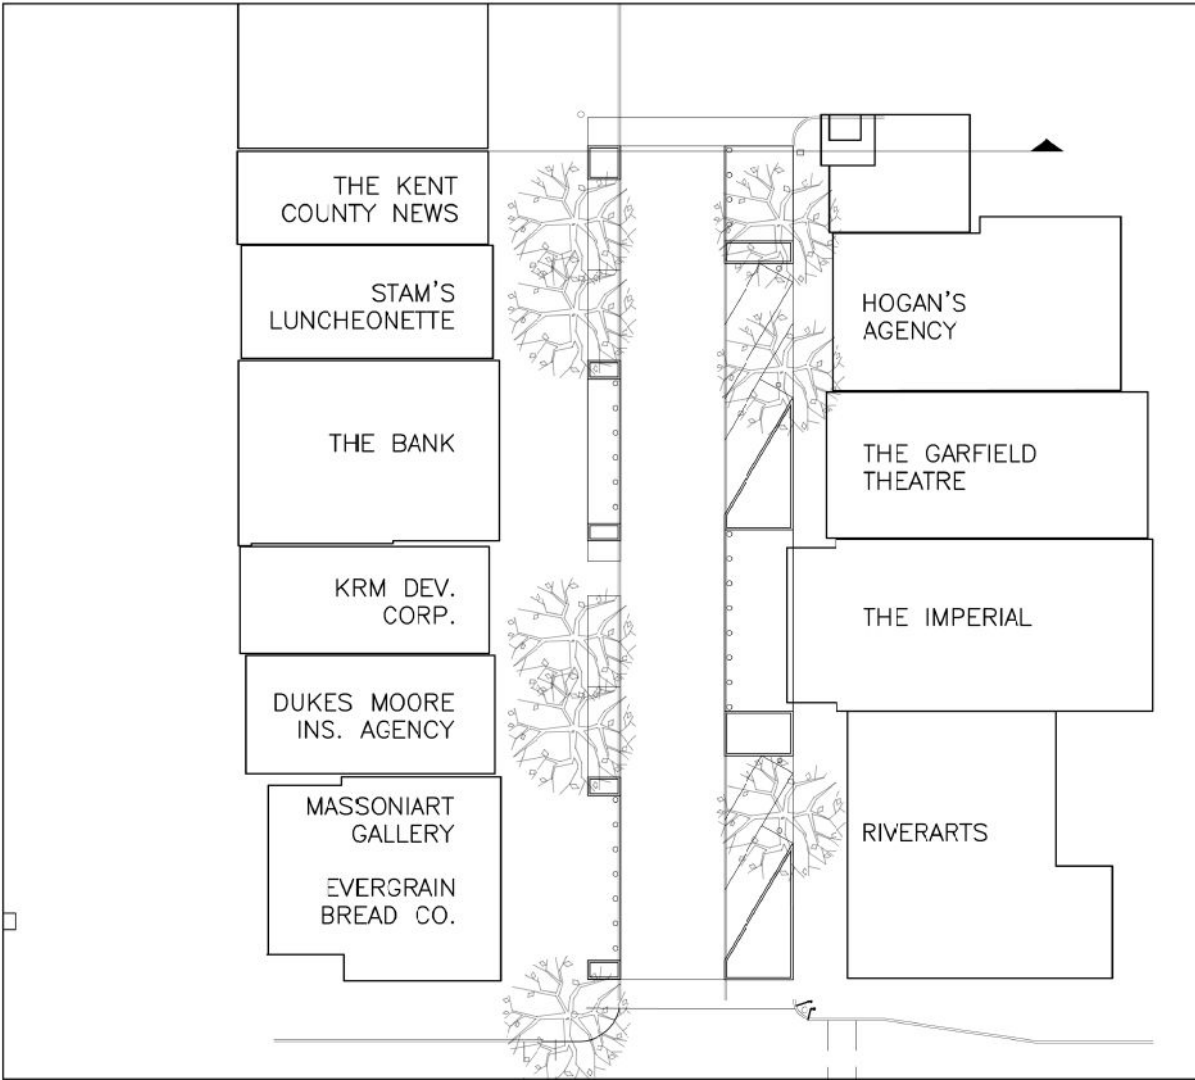 THE KENT
COUNTY NEWS
STAM'S
LUNCHEONETTE
THE BANK
KRM DEV.
CORP.
DUKES MOORE
INS. AGENCY
MASSONIART
GALLERY
EVERGRAIN
BREAD CO.
HOGAN'S
AGENCY
THE GARFIELD
THEATRE
THE IMPERIAL
RIVERARTS